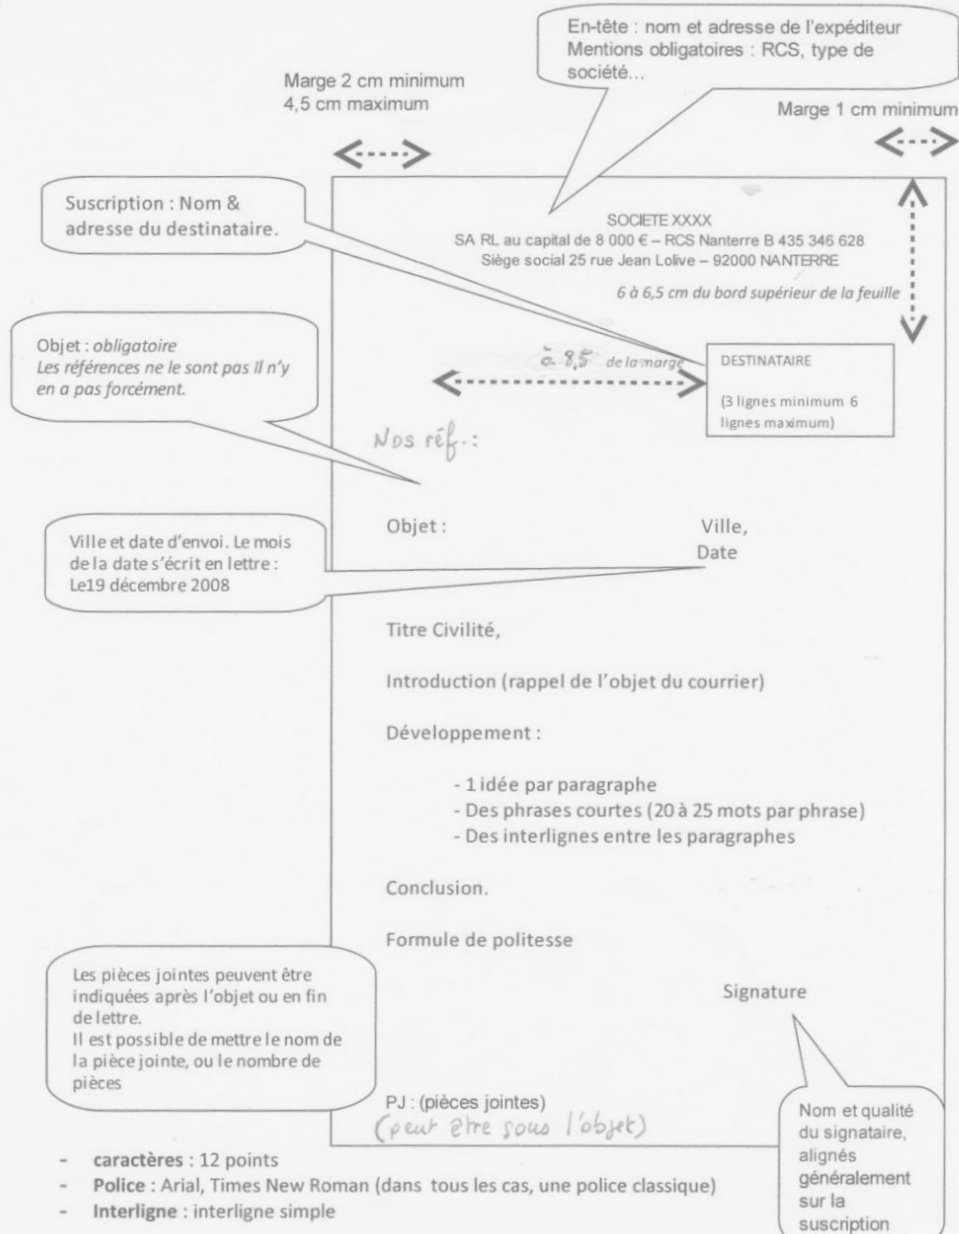 En-tête : nom et adresse de l'expéditeur
Mentions obligatoires : RCS, type de
société…
Marge 2 cm minimum
4,5 cm maximum
Marge 1 cm minimum
Suscription : Nom &
adresse du destinataire.
SOCIETE XXXX
SA RL au capital de 8 000 € – RCS Nanterre B 435 346 628
Siège social 25 rue Jean Lolive – 92000 NANTERRE
6 à 6,5 cm du bord supérieur de la feuille
Objet : obligatoire
Les références ne le sont pas Il n'y
en a pas forcément.
à 8,5 de la marge
DESTINATAIRE
(3 lignes minimum 6
lignes maximum)
Nos réf. :
Objet :
Ville,
Date
Ville et date d'envoi. Le mois
de la date s'écrit en lettre :
Le19 décembre 2008
Titre Civilité,
Introduction (rappel de l'objet du courrier)
Développement :
- 1 idée par paragraphe
- Des phrases courtes (20 à 25 mots par phrase)
- Des interlignes entre les paragraphes
Conclusion.
Formule de politesse
Les pièces jointes peuvent être
indiquées après l'objet ou en fin
de lettre.
Il est possible de mettre le nom de
la pièce jointe, ou le nombre de
pièces
Signature
PJ : (pièces jointes)
(peut être sous l'objet)
Nom et qualité
du signataire,
alignés
généralement
sur la
suscription
- caractères : 12 points
- Police : Arial, Times New Roman (dans tous les cas, une police classique)
- Interligne : interligne simple